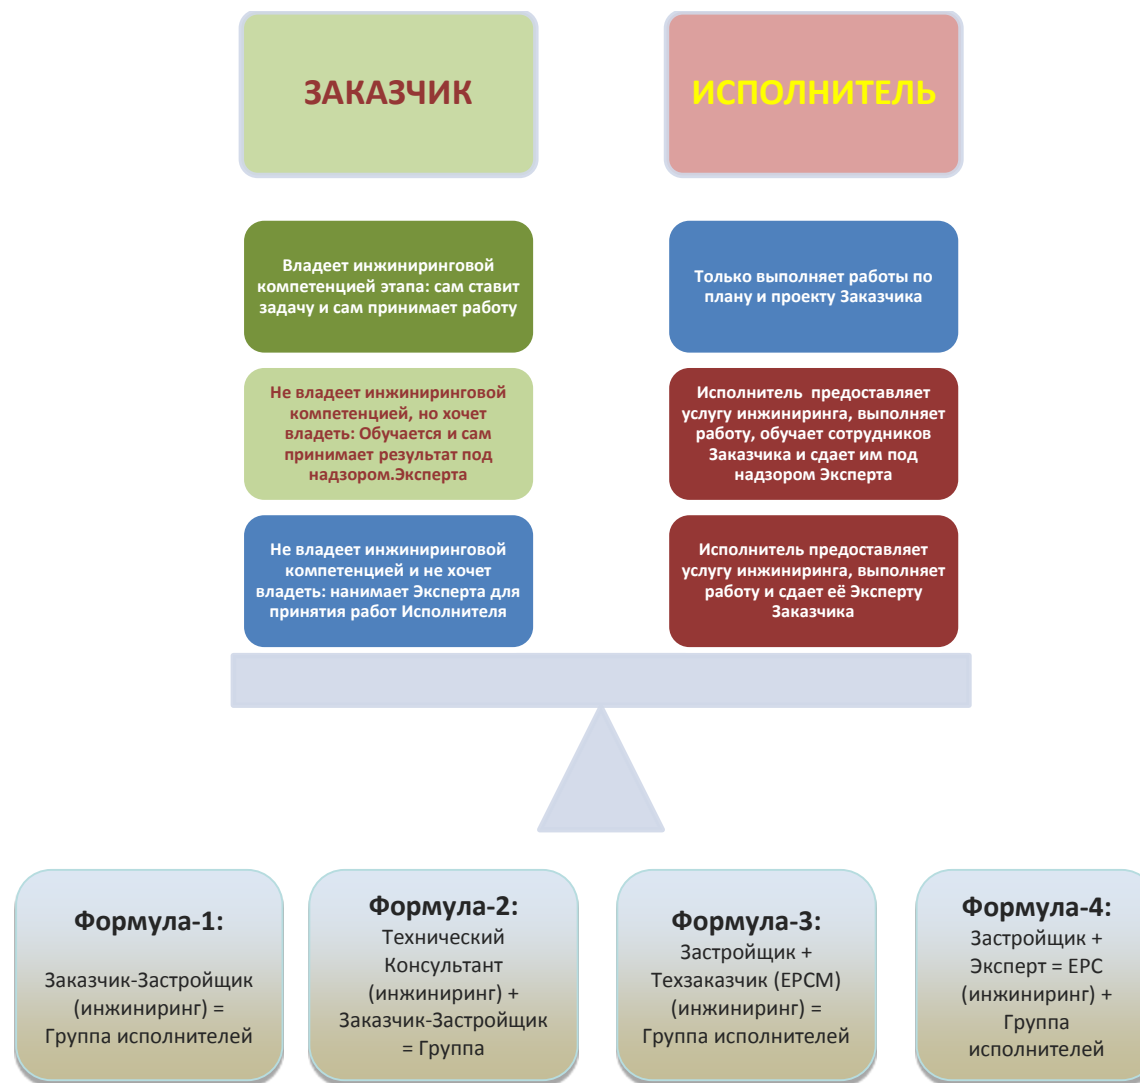 ЗАКАЗЧИК
ИСПОЛНИТЕЛЬ
Владеет инжиниринговой
компетенцией этапа: сам ставит
задачу и сам принимает работу
Только выполняет работы по
плану и проекту Заказчика
Не владеет инжиниринговой
компетенцией, но хочет
владеть: Обучается и сам
принимает результат под
надзором.Эксперта
Исполнитель предоставляет
услугу инжиниринга, выполняет
работу, обучает сотрудников
Заказчика и сдает им под
надзором Эксперта
Не владеет инжиниринговой
компетенцией и не хочет
владеть: нанимает Эксперта для
принятия работ Исполнителя
Исполнитель предоставляет
услугу инжиниринга, выполняет
работу и сдает её Эксперту
Заказчика
Формула-1:
Заказчик-Застройщик
(инжиниринг) =
Группа исполнителей
Формула-2:
Технический
Консультант
(инжиниринг) +
Заказчик-Застройщик
= Группа
Формула-3:
Застройщик +
Техзаказчик (EPCM)
(инжиниринг) =
Группа исполнителей
Формула-4:
Застройщик +
Эксперт = EPC
(инжиниринг) +
Группа
исполнителей